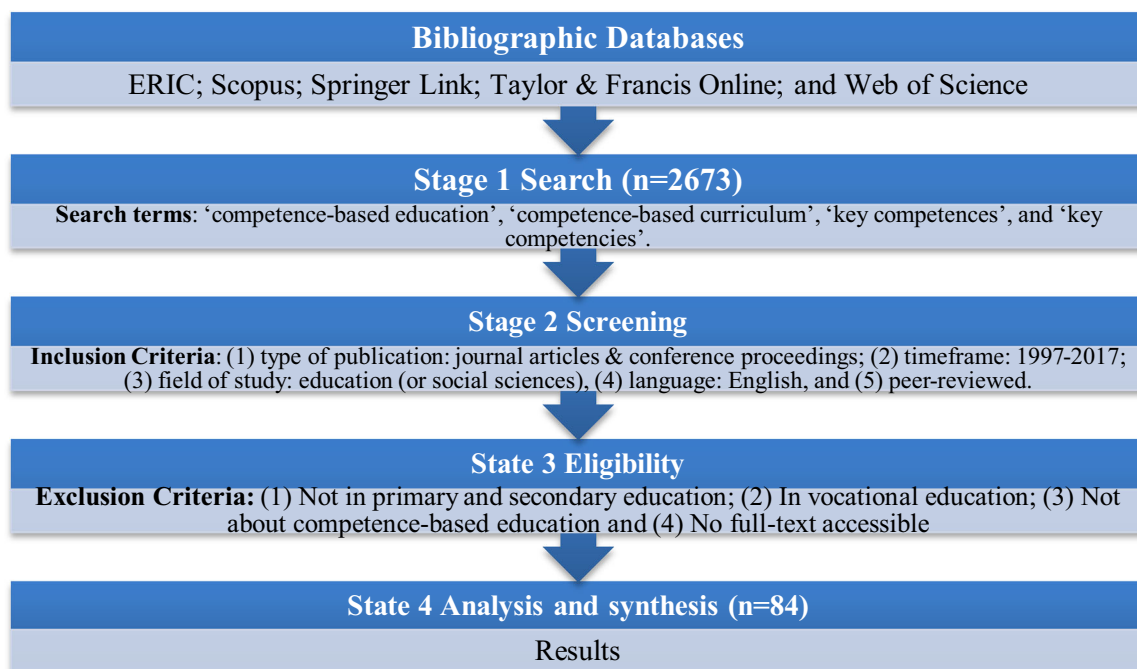 Bibliographic Databases
ERIC; Scopus; Springer Link; Taylor & Francis Online; and Web of Science
Stage 1 Search (n=2673)
Search terms: ‘competence-based education’, ‘competence-based curriculum’, ‘key competences’, and ‘key
competencies’.
Stage 2 Screening
Inclusion Criteria: (1) type of publication: journal articles & conference proceedings; (2) timeframe: 1997-2017;
(3) field of study: education (or social sciences), (4) language: English, and (5) peer-reviewed.
State 3 Eligibility
Exclusion Criteria: (1) Not in primary and secondary education; (2) In vocational education; (3) Not
about competence-based education and (4) No full-text accessible
State 4 Analysis and synthesis (n=84)
Results